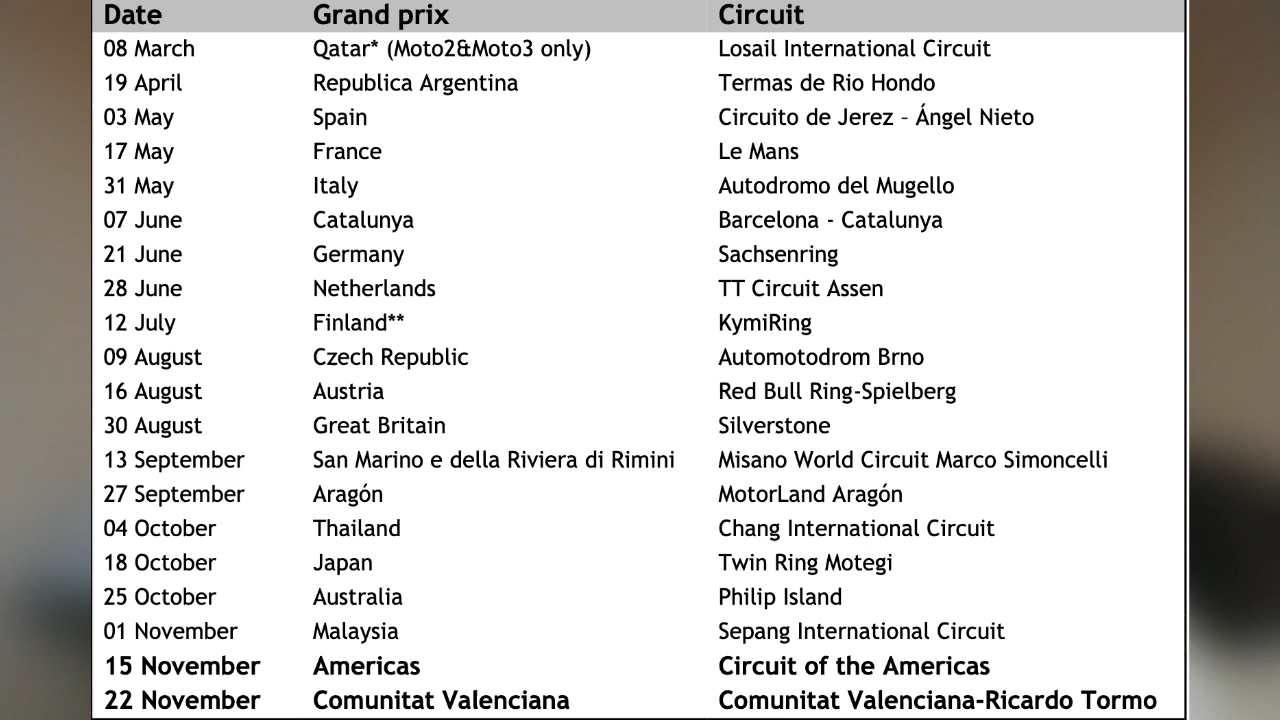 Date Grand prix Circuit
08 March Qatar* (Moto2&Moto3 only) Losail International Circuit
19 April Republica Argentina Termas de Rio Hondo
03 May Spain Circuito de Jerez – Ángel Nieto
17 May France Le Mans
31 May Italy Autodromo del Mugello
07 June Catalunya Barcelona - Catalunya
21 June Germany Sachsenring
28 June Netherlands TT Circuit Assen
12 July Finland** KymiRing
09 August Czech Republic Automotodrom Brno
16 August Austria Red Bull Ring-Spielberg
30 August Great Britain Silverstone
13 September San Marino e della Riviera di Rimini Misano World Circuit Marco Simoncelli
27 September Aragón MotorLand Aragón
04 October Thailand Chang International Circuit
18 October Japan Twin Ring Motegi
25 October Australia Philip Island
01 November Malaysia Sepang International Circuit
15 November Americas Circuit of the Americas
22 November Comunitat Valenciana Comunitat Valenciana-Ricardo Tormo